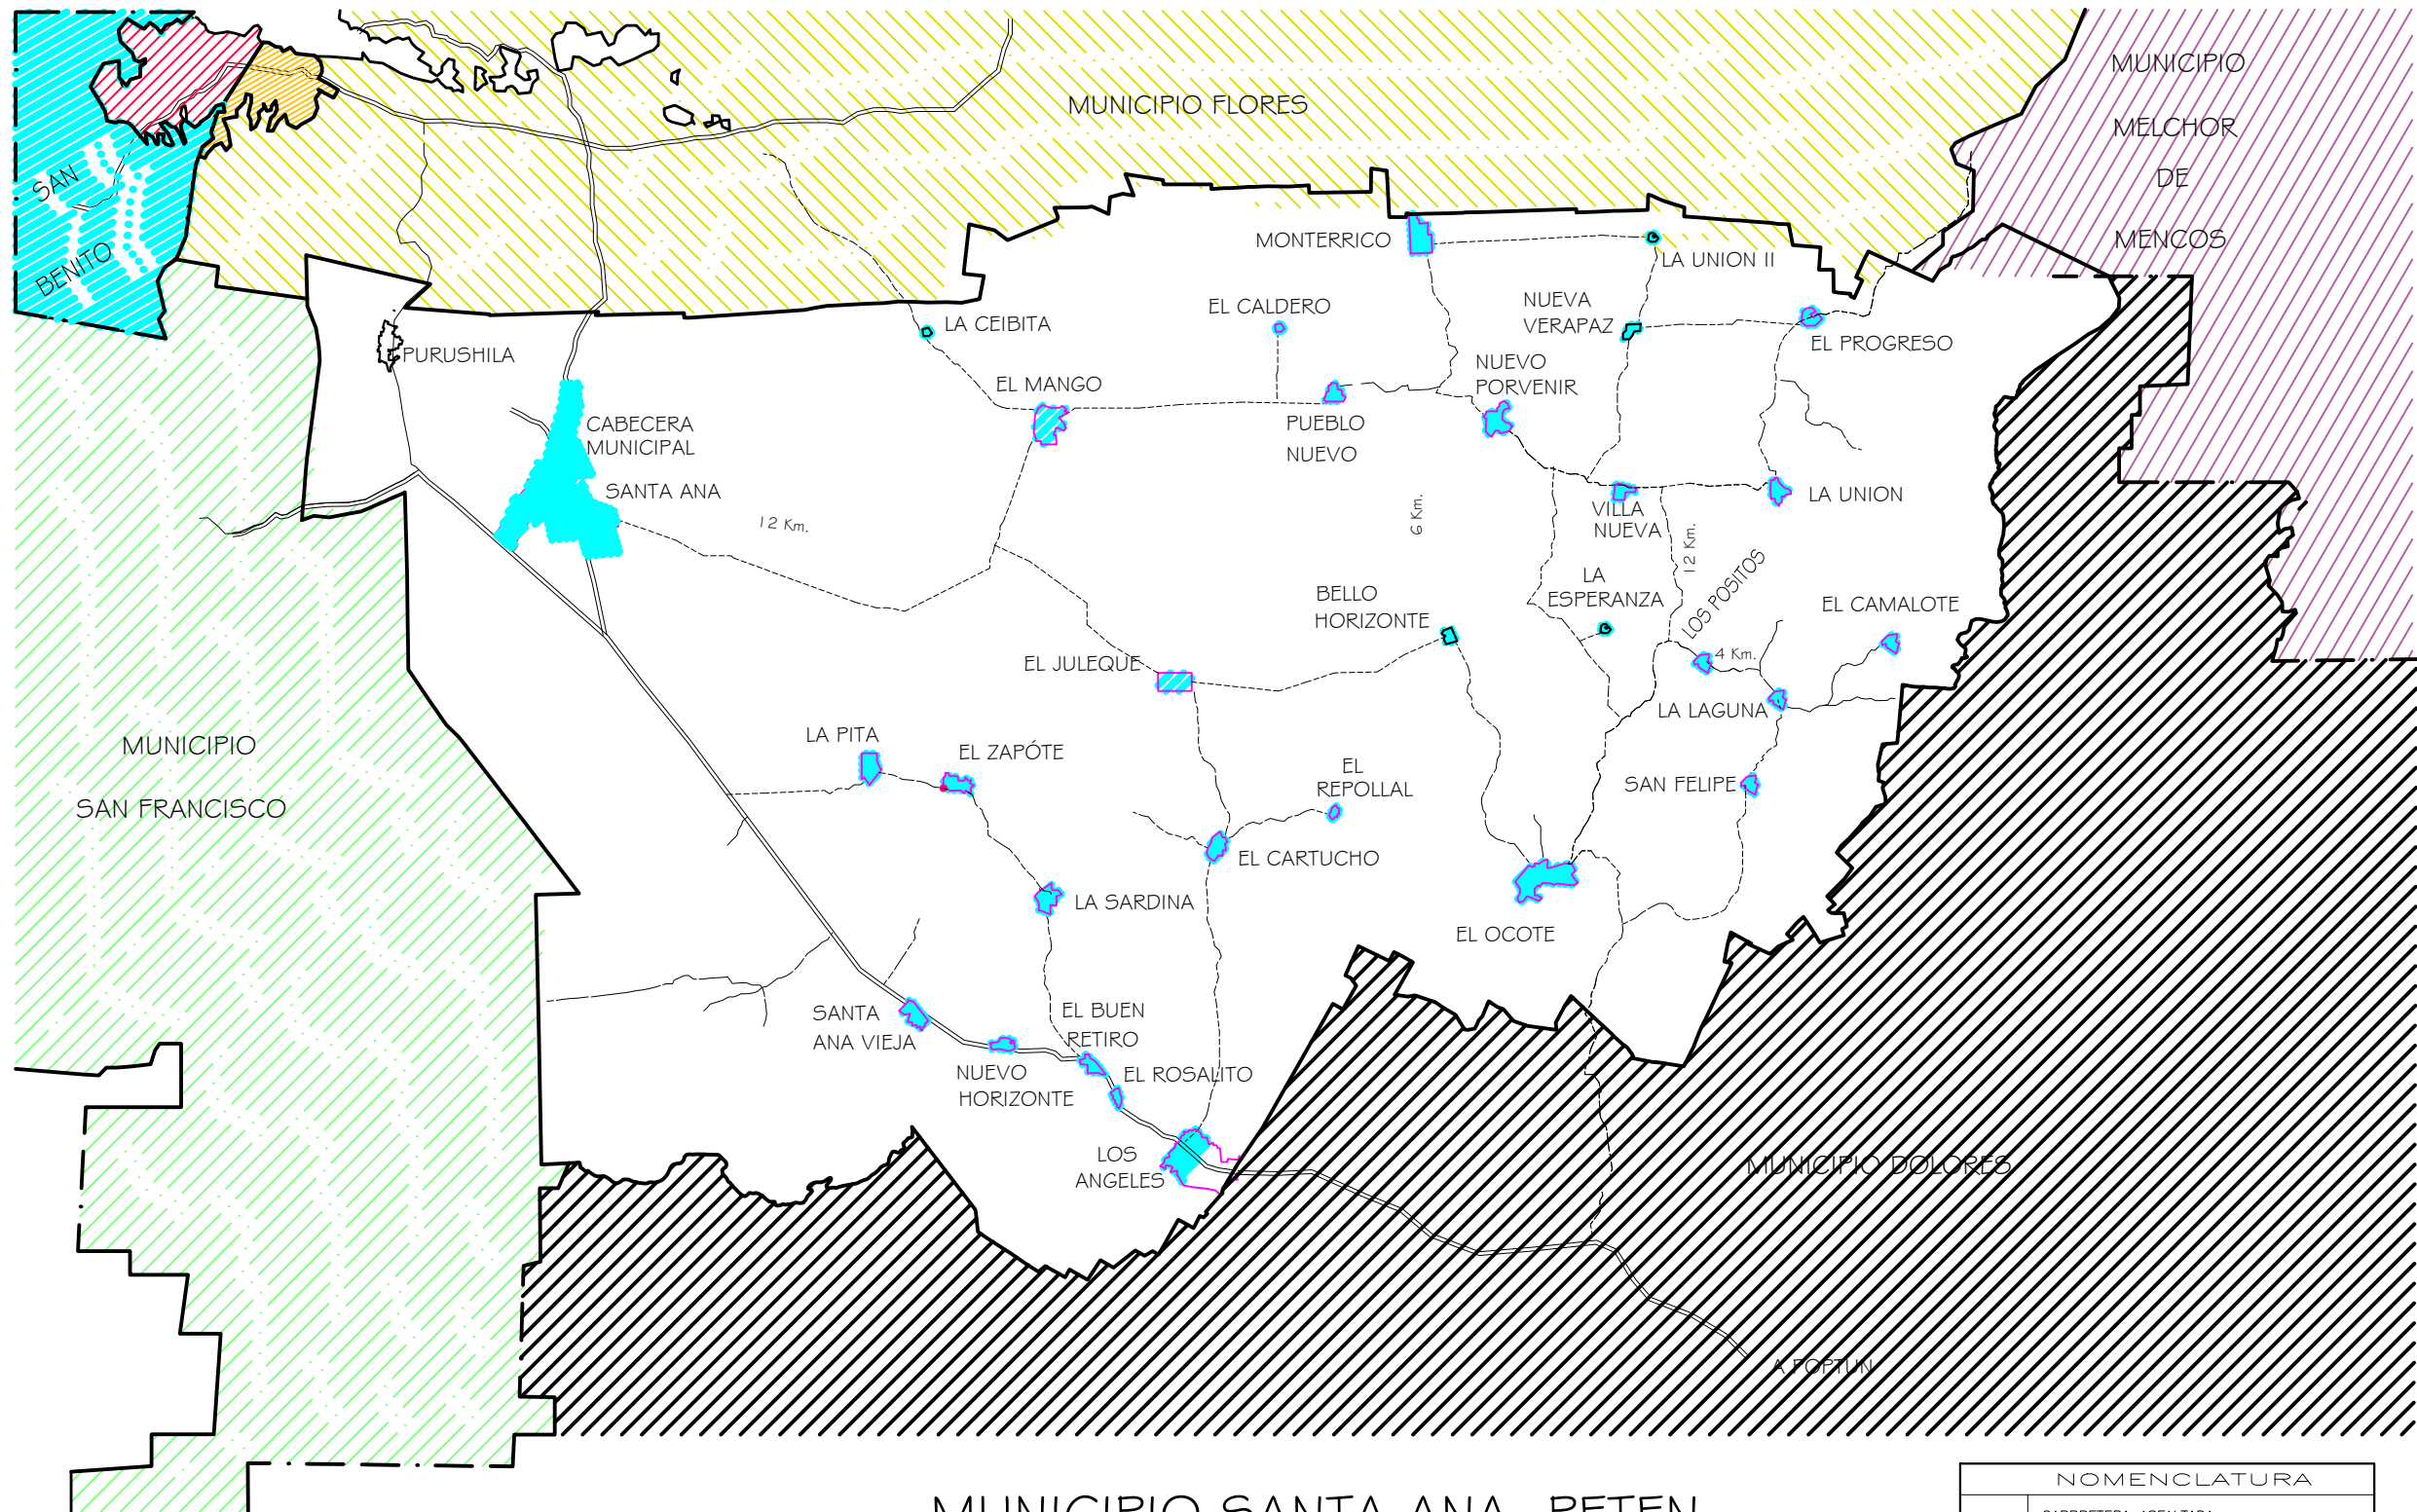 MUNICIPIO FLORES
MUNICIPIO
MELCHOR
DE
MENCOS
SAN
BENITO
MONTERRICO
LA UNION II
LA CEIBITA
EL CALDERO
NUEVA
VERAPAZ
EL PROGRESO
PURUSHILA
EL MANGO
NUEVO
PORVENIR
CABECERA
MUNICIPAL
SANTA ANA
PUEBLO
NUEVO
12 Km.
6 Km.
VILLA
NUEVA
LA UNION
12 Km.
LOS POSITOS
LA
ESPERANZA
BELLO
HORIZONTE
EL CAMALOTE
4 Km.
EL JULEQUE
LA LAGUNA
MUNICIPIO
SAN FRANCISCO
LA PITA
EL ZAPÓTE
EL
REPOLLAL
SAN FELIPE
EL CARTUCHO
LA SARDINA
EL OCOTE
SANTA
ANA VIEJA
EL BUEN
RETIRO
NUEVO
HORIZONTE
EL ROSALITO
LOS
ANGELES
MUNICIPIO DOLORES
A POPTUN
MUNICIPIO SANTA ANA, PETEN
NOMENCLATURA